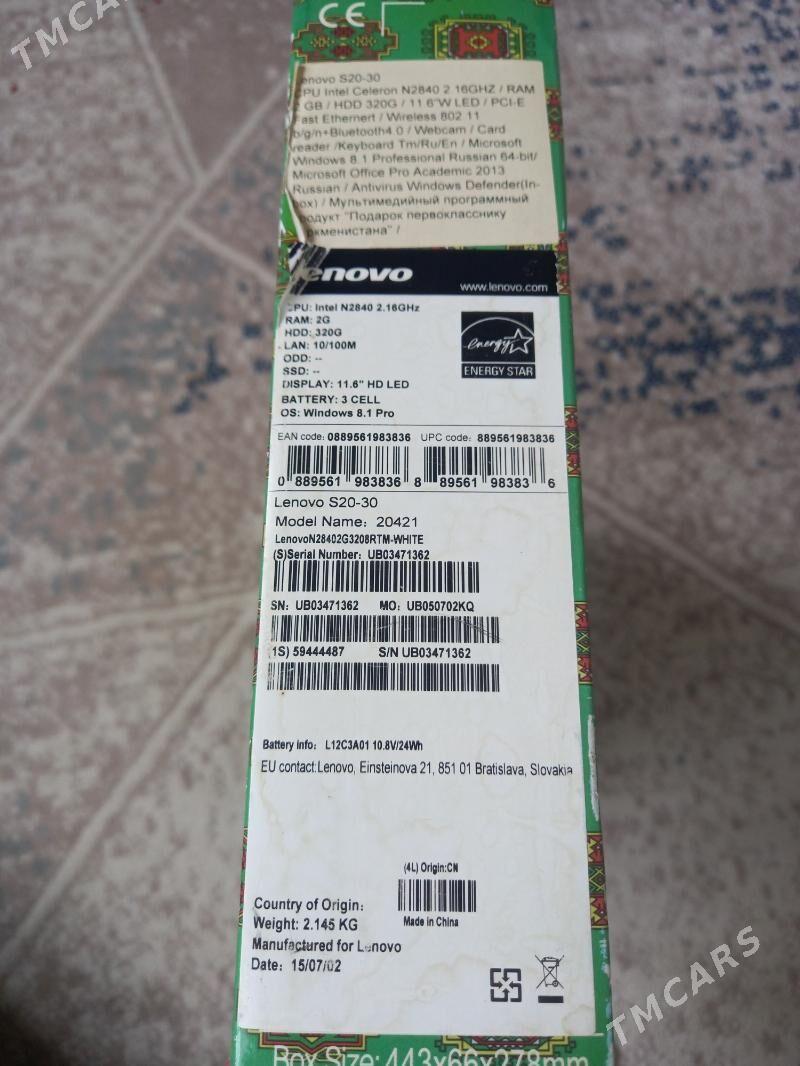 TMCARS
CE
Lenovo S20-30
CPU Intel Celeron N2840 2 16GHZ / RAM
GB / HDD 320G / 11 6"W LED / PCI-E
Fast Ethernert / Wireless 802 11
b/g/n+Bluetooth4 0 / Webcam / Card
reader /Keyboard Tm/Ru/En / Microsoft
Windows 8.1 Professional Russian 64-bit/
Microsoft Office Pro Academic 2013
Russian / Antivirus Windows Defender(In-
box) / Мультимедийный программный
продукт "Подарок первокласснику
ркменистана" /
lenovo
www.lenovo.com
CPU: Intel N2840 2.16GHz
RAM: 2G
HDD: 320G
LAN: 10/100M
ODD: --
SSD: --
DISPLAY: 11.6" HD LED
BATTERY: 3 CELL
OS: Windows 8.1 Pro
energy
ENERGY STAR
EAN code: 0889561983836 UPC code: 889561983836
0 889561 983836 8 89561 98383 6
Lenovo S20-30
Model Name: 20421
LenovoN28402G3208RTM-WHITE
(S)Serial Number: UB03471362
SN: UB03471362 MO: UB050702KQ
(1S) 59444487 S/N UB03471362
Battery info: L12C3A01 10.8V/24Wh
EU contact:Lenovo, Einsteinova 21, 851 01 Bratislava, Slovakia
(4L) Origin:CN
Country of Origin:
Made in China
Weight: 2.145 KG
Manufactured for Lenovo
Date: 15/07/02
TMCARS
Box Size: 443x66x278mm